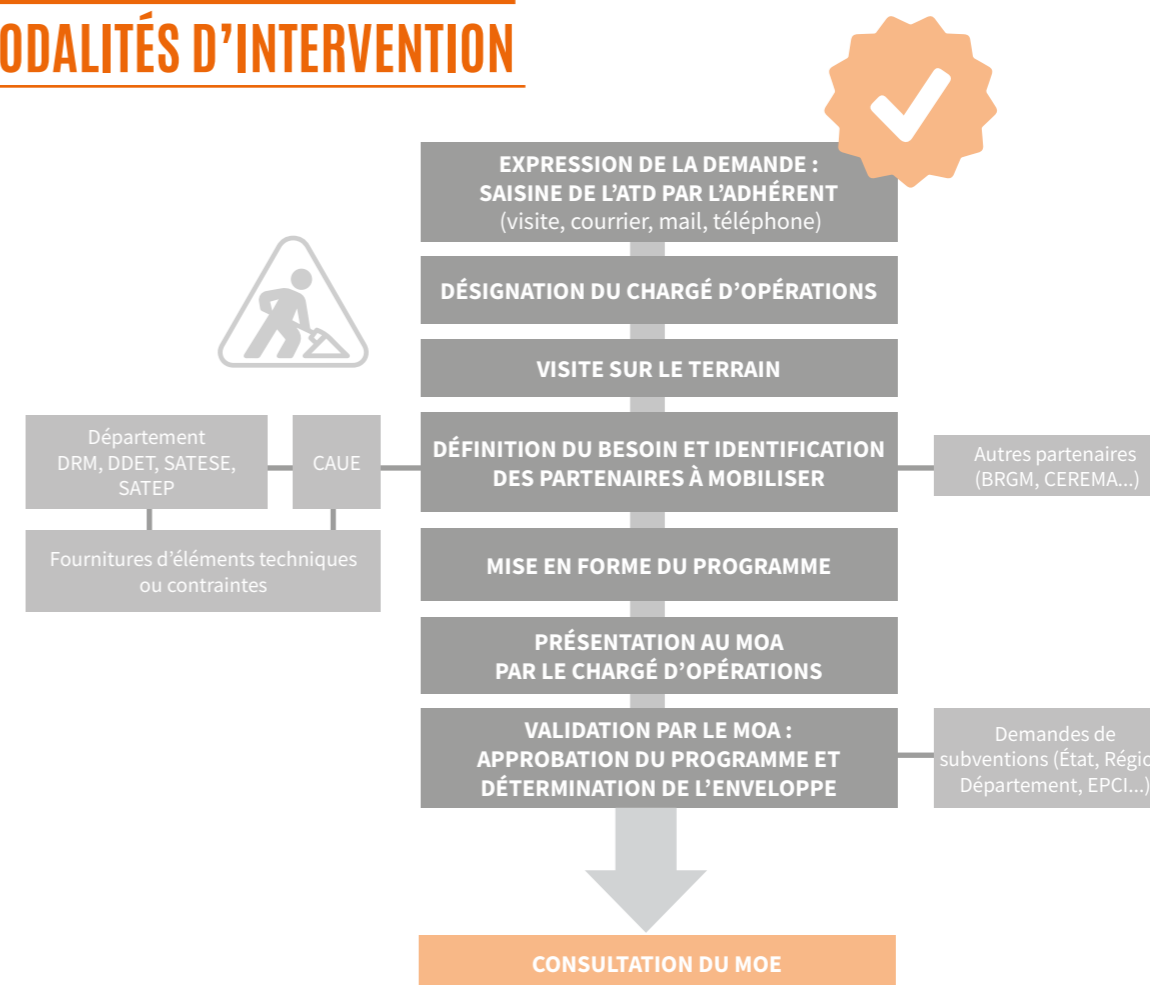 ODALITÉS D'INTERVENTION
EXPRESSION DE LA DEMANDE :
SAISINE DE L'ATD PAR L'ADHÉRENT
(visite, courrier, mail, téléphone)
DÉSIGNATION DU CHARGÉ D'OPÉRATIONS
VISITE SUR LE TERRAIN
Département
DRM, DDET, SATESE,
SATEP
CAUE
DÉFINITION DU BESOIN ET IDENTIFICATION
DES PARTENAIRES À MOBILISER
Autres partenaires
(BRGM, CEREMA...)
Fournitures d'éléments techniques
ou contraintes
MISE EN FORME DU PROGRAMME
PRÉSENTATION AU MOA
PAR LE CHARGÉ D'OPÉRATIONS
VALIDATION PAR LE MOA :
APPROBATION DU PROGRAMME ET
DÉTERMINATION DE L'ENVELOPPE
Demandes de
subventions (État, Régio
Département, EPCI...)
CONSULTATION DU MOE